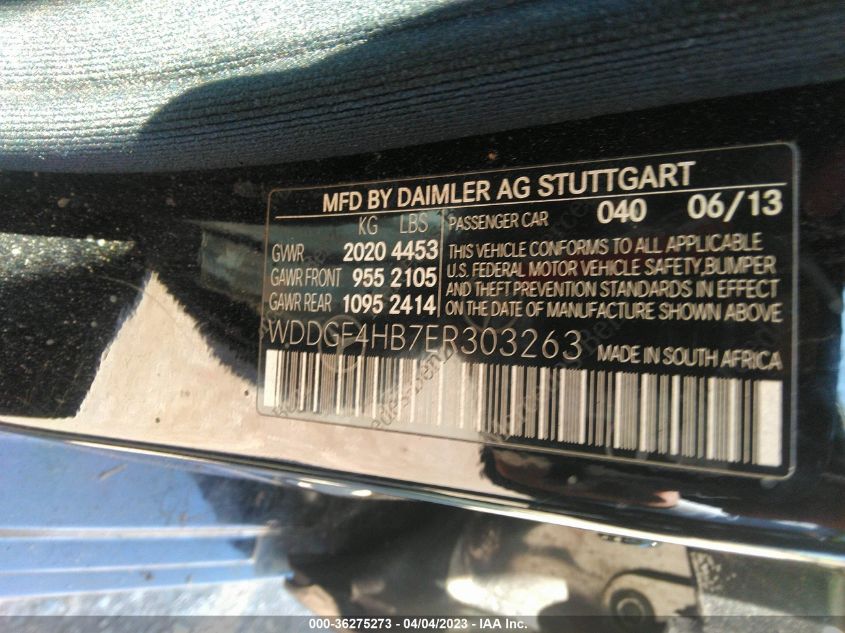 MFD BY DAIMLER AG STUTTGART
KG LBS PASSENGER CAR 040 06/13
GVWR 2020 4453
GAWR FRONT 955 2105
GAWR REAR 1095 2414
THIS VEHICLE CONFORMS TO ALL APPLICABLE
U.S. FEDERAL MOTOR VEHICLE SAFETY,BUMPER
AND THEFT PREVENTION STANDARDS IN EFFECT
ON THE DATE OF MANUFACTURE SHOWN ABOVE
WDDGF4HB7ER303263 MADE IN SOUTH AFRICA
000-36275273 - 04/04/2023 - IAA Inc.